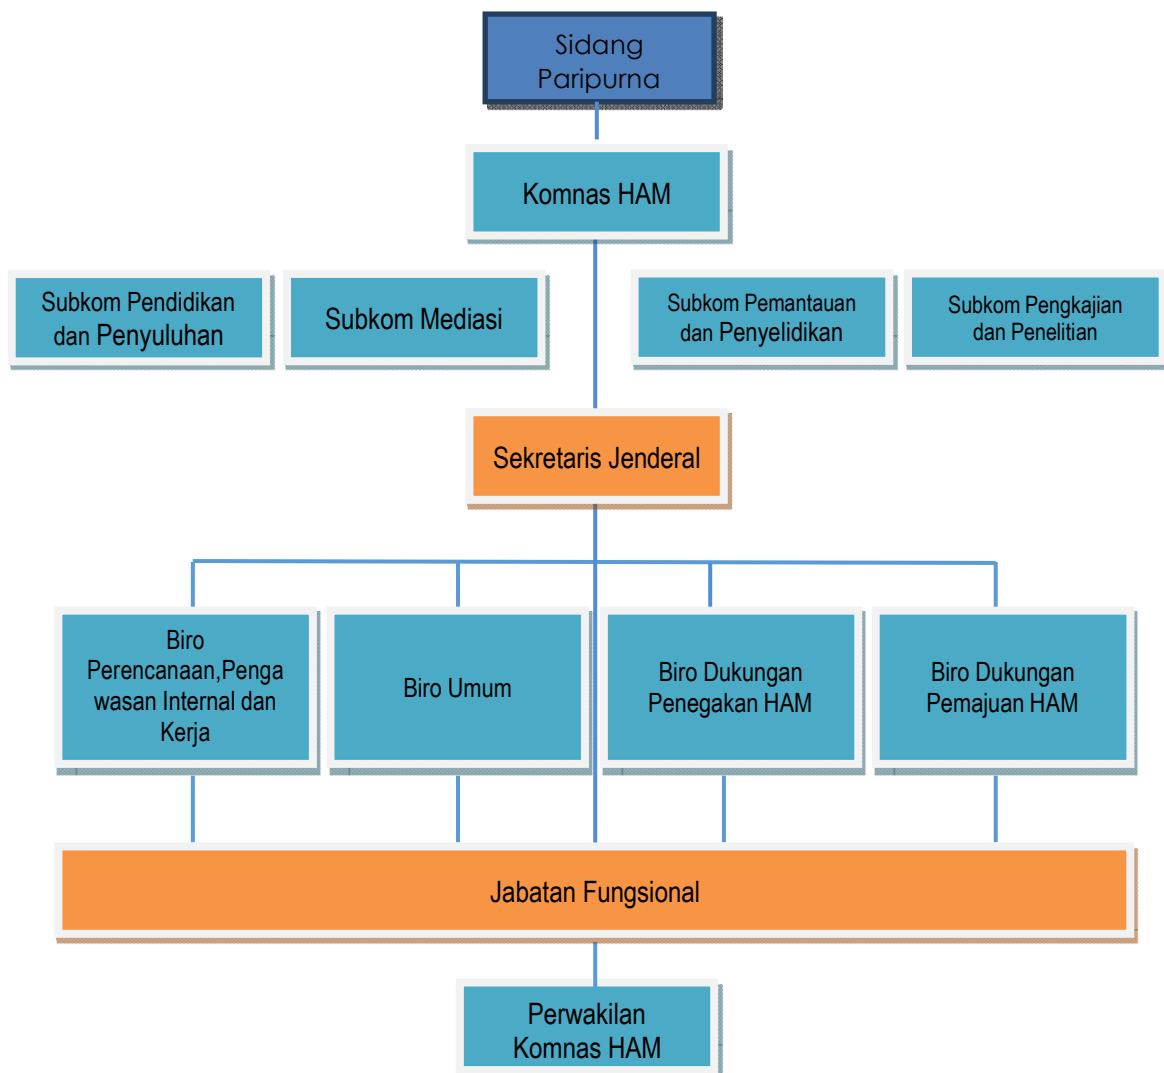 Sidang
Paripurna
Komnas HAM
Subkom Pendidikan
dan Penyuluhan
Subkom Mediasi
Subkom Pemantauan
dan Penyelidikan
Subkom Pengkajian
dan Penelitian
Sekretaris Jenderal
Biro
Perencanaan,Penga
wasan Internal dan
Kerja
Biro Umum
Biro Dukungan
Penegakan HAM
Biro Dukungan
Pemajuan HAM
Jabatan Fungsional
Perwakilan
Komnas HAM